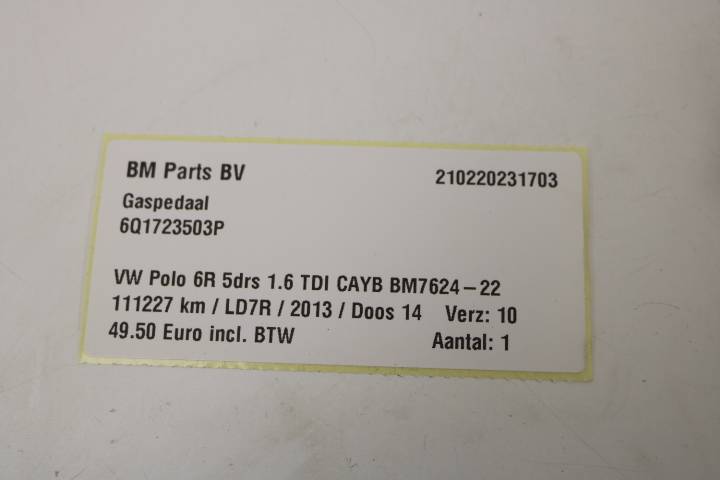 BM Parts BV 210220231703
Gaspedaal
6Q1723503P
VW Polo 6R 5drs 1.6 TDI CAYB BM7624-22
111227 km / LD7R / 2013 / Doos 14 Verz: 10
49.50 Euro incl. BTW Aantal: 1